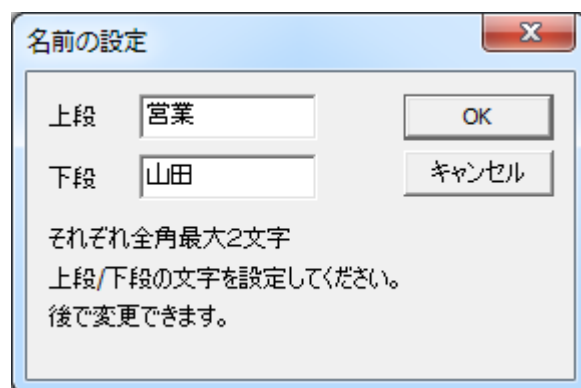 名前の設定
上段 営業 OK
下段 山田 キャンセル
それぞれ全角最大2文字
上段/下段の文字を設定してください。
後で変更できます。